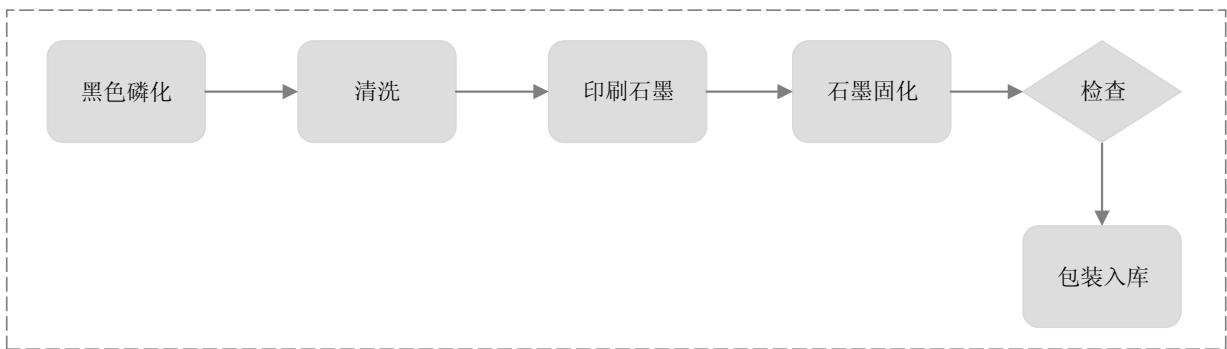 黑色磷化
清洗
印刷石墨
石墨固化
检查
包装入库